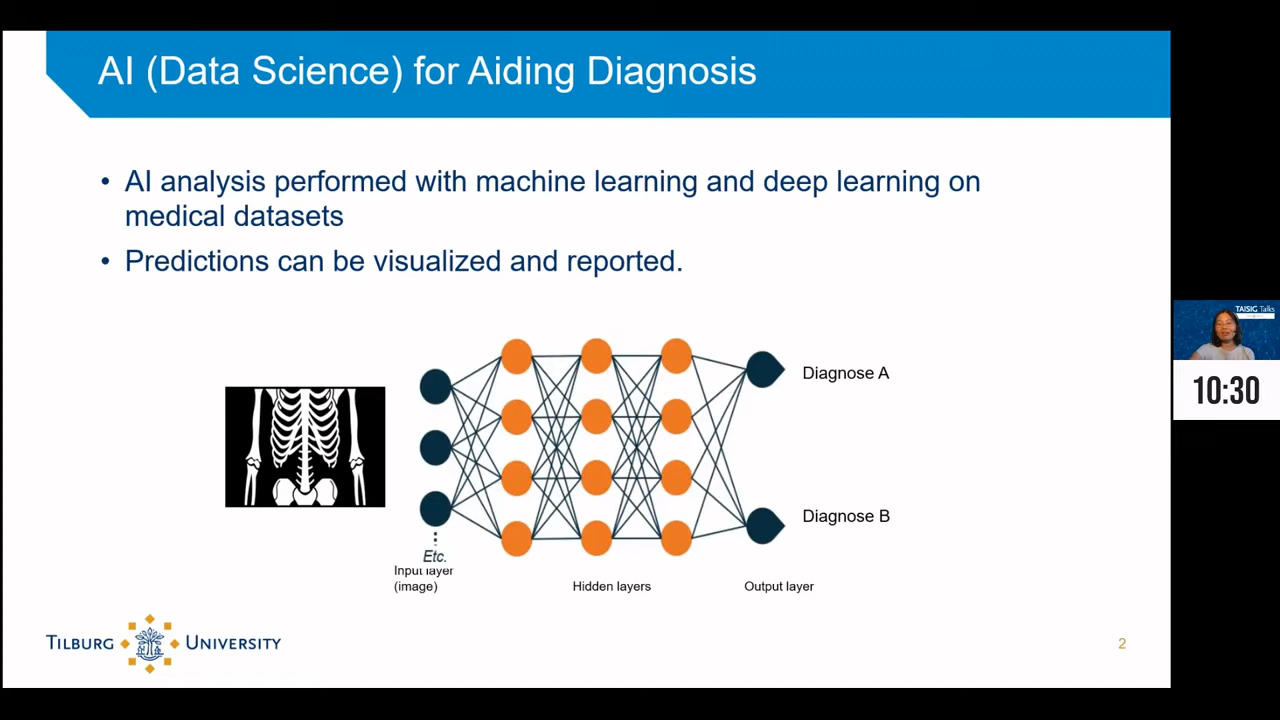 AI (Data Science) for Aiding Diagnosis
• AI analysis performed with machine learning and deep learning on
medical datasets
• Predictions can be visualized and reported.
Diagnose A
Diagnose B
Etc.
Input layer
(image)
Hidden layers
Output layer
TILBURG UNIVERSITY
2
TAISIG Talks
10:30